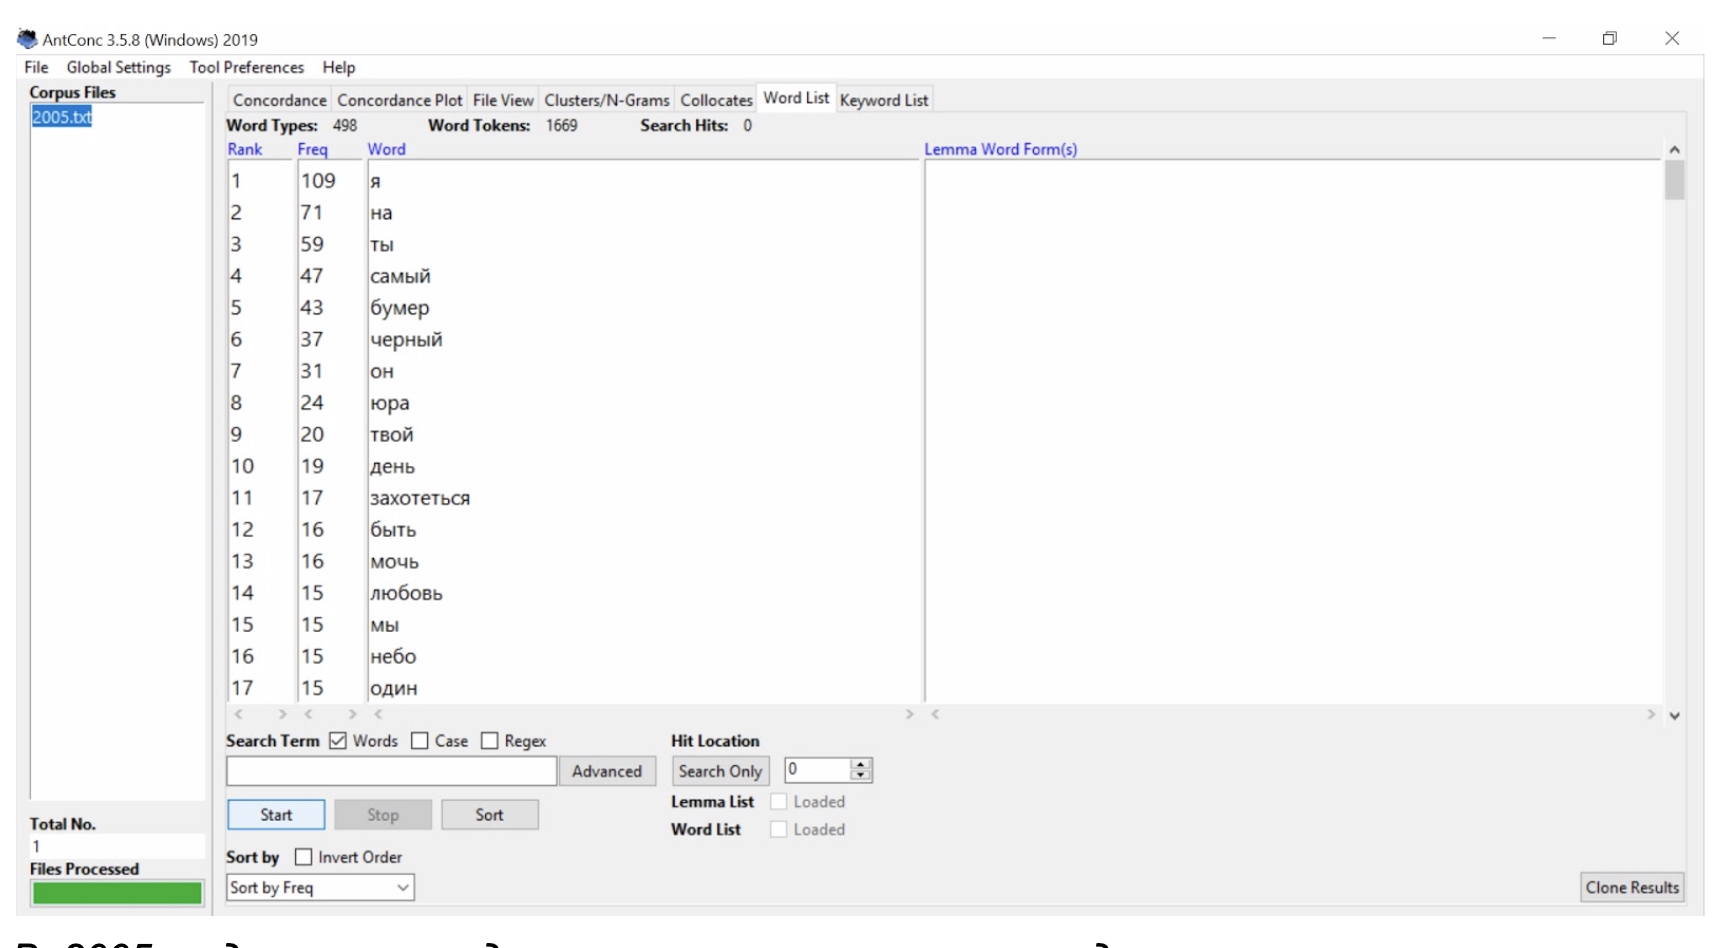 AntConc 3.5.8 (Windows) 2019
File Global Settings Tool Preferences Help
Corpus Files
2005.txt
Concordance Concordance Plot File View Clusters/N-Grams Collocates Word List Keyword List
Word Types: 498 Word Tokens: 1669 Search Hits: 0
Rank Freq Word Lemma Word Form(s)
1 109 я
2 71 на
3 59 ты
4 47 самый
5 43 бумер
6 37 черный
7 31 он
8 24 юра
9 20 твой
10 19 день
11 17 захотеться
12 16 быть
13 16 мочь
14 15 любовь
15 15 мы
16 15 небо
17 15 один
Search Term Words Case Regex Hit Location
Advanced Search Only 0
Start Stop Sort Lemma List Loaded
Word List Loaded
Total No.
1
Files Processed
Sort by Invert Order
Sort by Freq
Clone Results